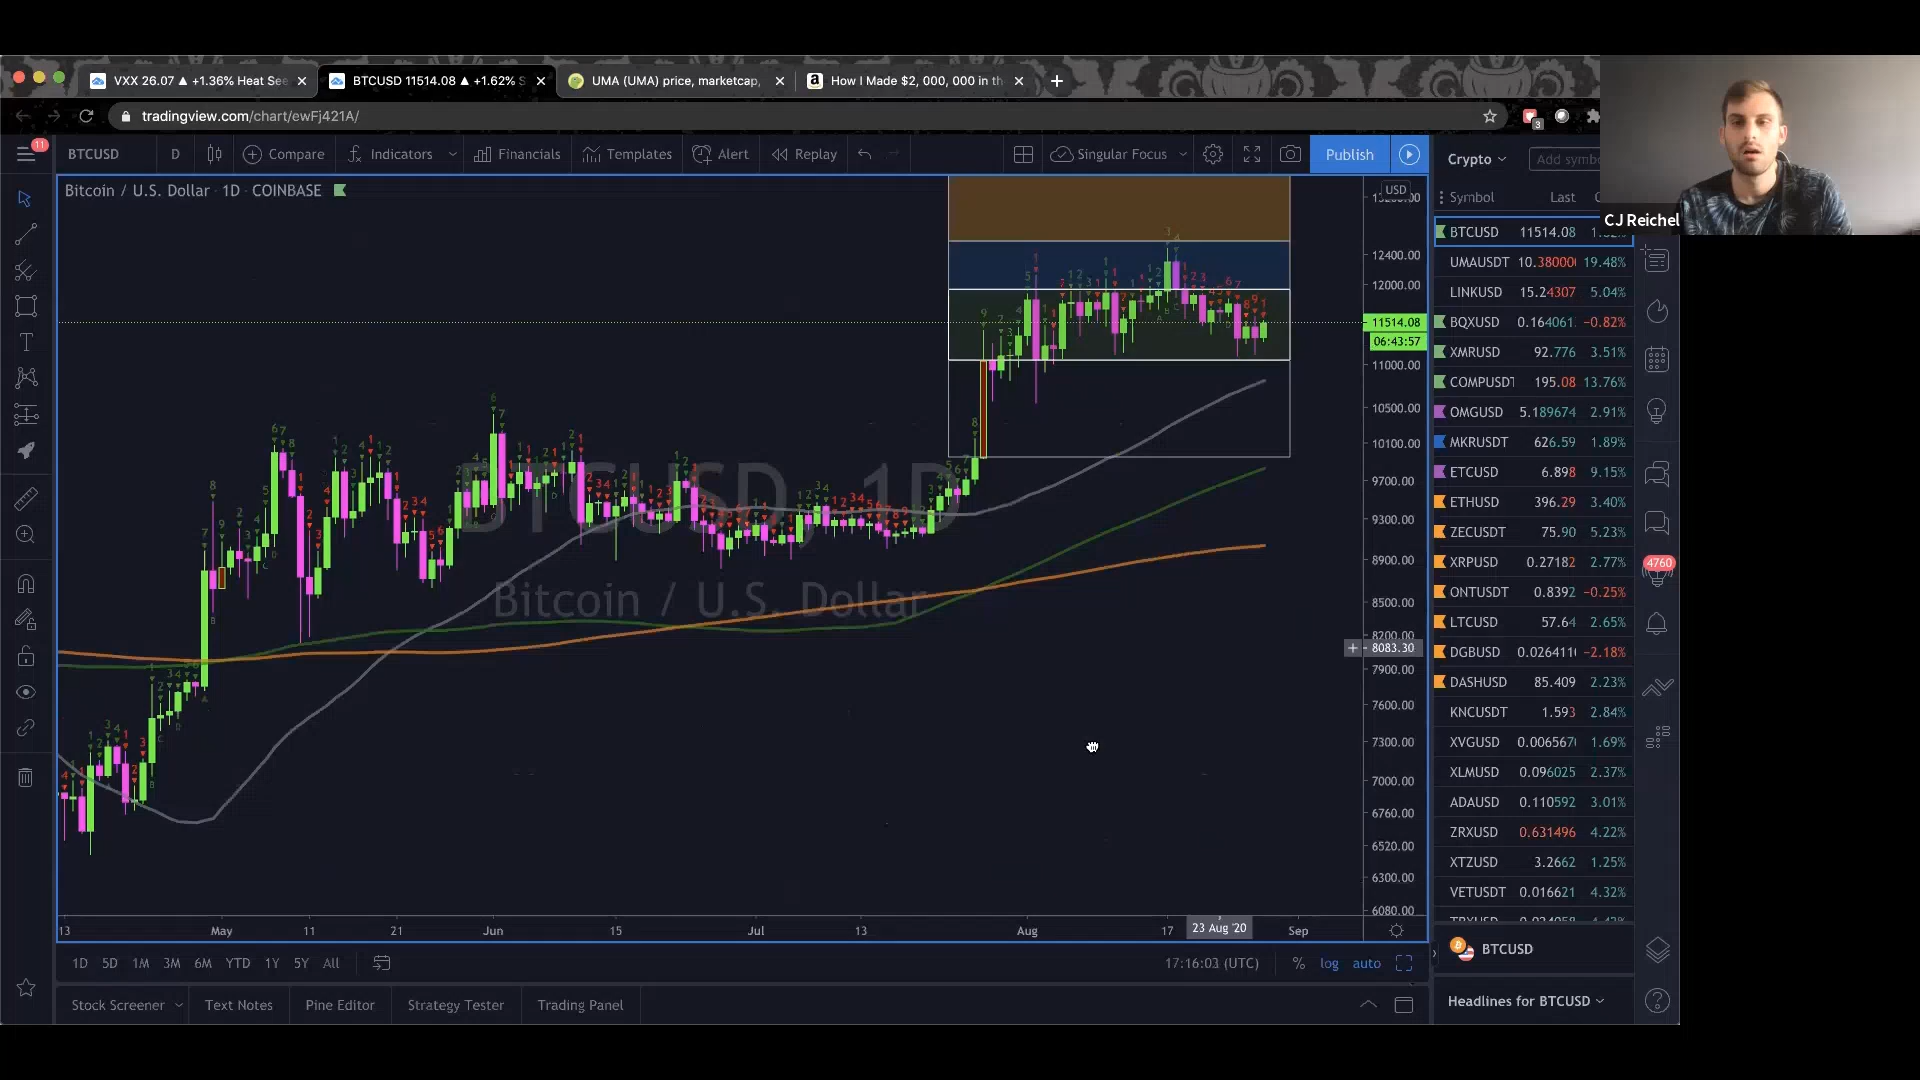 VXX 26.07 ▲ +1.36% Heat See
BTCUSD 11514.08 ▲ +1.62% S
UMA (UMA) price, marketcap,
How I Made $2, 000, 000 in th
tradingview.com/chart/ewFj421A/
3
11
BTCUSD
D
Compare
Indicators
Financials
Templates
Alert
Replay
Singular Focus
Publish
Bitcoin / U.S. Dollar · 1D · COINBASE
BTCUSD, 1D
Bitcoin / U.S. Dollar
USD
12400.00
12000.00
11514.08
06:43:57
11000.00
10500.00
10100.00
9700.00
9300.00
8900.00
8500.00
8200.00
8083.30
7900.00
7600.00
7300.00
7000.00
6760.00
6520.00
6300.00
6080.00
13
May
11
21
Jun
15
Jul
13
Aug
17
23 Aug '20
Sep
1D
5D
1M
3M
6M
YTD
1Y
5Y
All
17:16:03 (UTC)
%
log
auto
Stock Screener
Text Notes
Pine Editor
Strategy Tester
Trading Panel
Crypto
Add symbo
Symbol
Last
CJ Reichel
BTCUSD 11514.08
UMAUSDT 10.38000 19.48%
LINKUSD 15.24307 5.04%
BQXUSD 0.164061 −0.82%
XMRUSD 92.776 3.51%
COMPUSDT 195.08 13.76%
OMGUSD 5.189674 2.91%
MKRUSDT 626.59 1.89%
ETCUSD 6.898 9.15%
ETHUSD 396.29 3.40%
ZECUSDT 75.90 5.23%
XRPUSD 0.27182 2.77%
ONTUSDT 0.8392 −0.25%
LTCUSD 57.64 2.65%
DGBUSD 0.026411 −2.18%
DASHUSD 85.409 2.23%
KNCUSDT 1.593 2.84%
XVGUSD 0.00656 1.69%
XLMUSD 0.096025 2.37%
ADAUSD 0.110592 3.01%
ZRXUSD 0.631496 4.22%
XTZUSD 3.2662 1.25%
VETUSDT 0.016621 4.32%
4760
BTCUSD
Headlines for BTCUSD